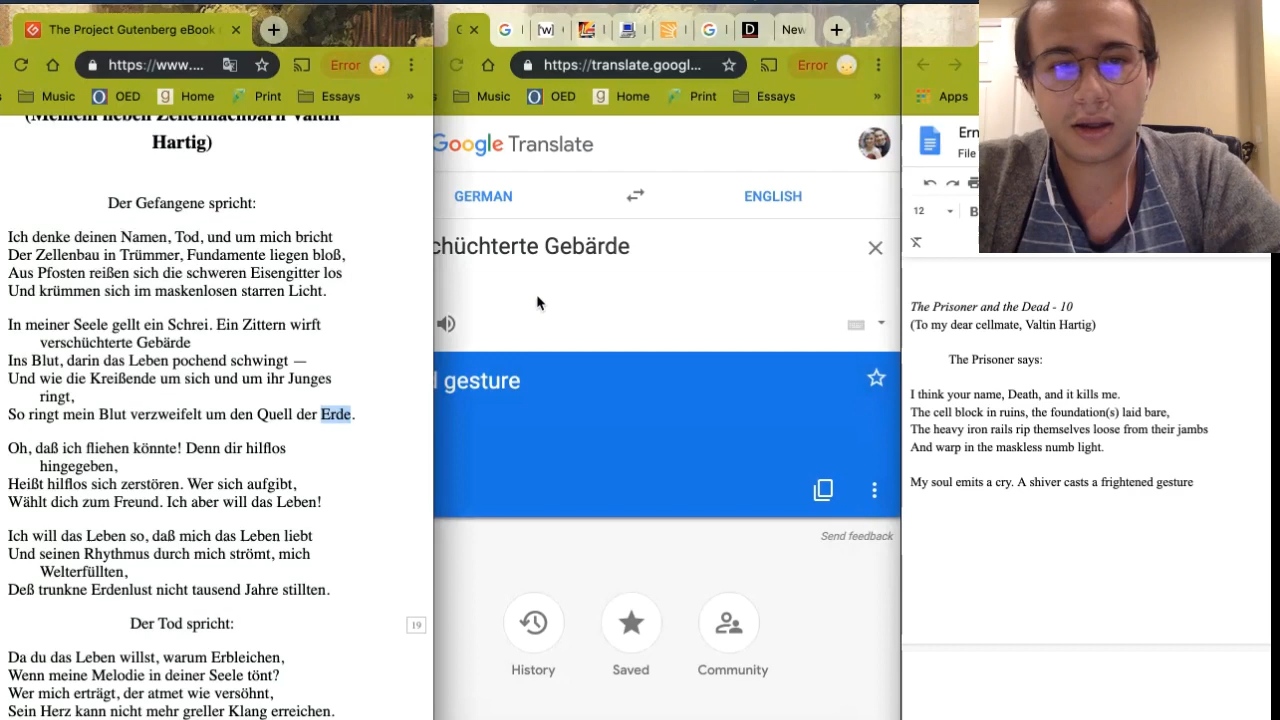 The Project Gutenberg eBook
New
https://www....
Error
https://translate.googl...
Error
Music
OED
Home
Print
Essays
»
Music
OED
Home
Print
Essays
»
Apps
(Meinem lieben Zellennachbarn Valtin
Hartig)
Der Gefangene spricht:
Ich denke deinen Namen, Tod, und um mich bricht
Der Zellenbau in Trümmer, Fundamente liegen bloß,
Aus Pfosten reißen sich die schweren Eisengitter los
Und krümmen sich im maskenlosen starren Licht.
In meiner Seele gellt ein Schrei. Ein Zittern wirft
verschüchterte Gebärde
Ins Blut, darin das Leben pochend schwingt —
Und wie die Kreißende um sich und um ihr Junges
ringt,
So ringt mein Blut verzweifelt um den Quell der Erde.
Oh, daß ich fliehen könnte! Denn dir hilflos
hingegeben,
Heißt hilflos sich zerstören. Wer sich aufgibt,
Wählt dich zum Freund. Ich aber will das Leben!
Ich will das Leben so, daß mich das Leben liebt
Und seinen Rhythmus durch mich strömt, mich
Welterfüllten,
Deß trunkne Erdenlust nicht tausend Jahre stillten.
Der Tod spricht:
19
Da du das Leben willst, warum Erbleichen,
Wenn meine Melodie in deiner Seele tönt?
Wer mich erträgt, der atmet wie versöhnt,
Sein Herz kann nicht mehr greller Klang erreichen.
Google Translate
GERMAN
ENGLISH
chüchterte Gebärde
l gesture
Send feedback
History
Saved
Community
Ern
File
12
B
The Prisoner and the Dead - 10
(To my dear cellmate, Valtin Hartig)
The Prisoner says:
I think your name, Death, and it kills me.
The cell block in ruins, the foundation(s) laid bare,
The heavy iron rails rip themselves loose from their jambs
And warp in the maskless numb light.
My soul emits a cry. A shiver casts a frightened gesture